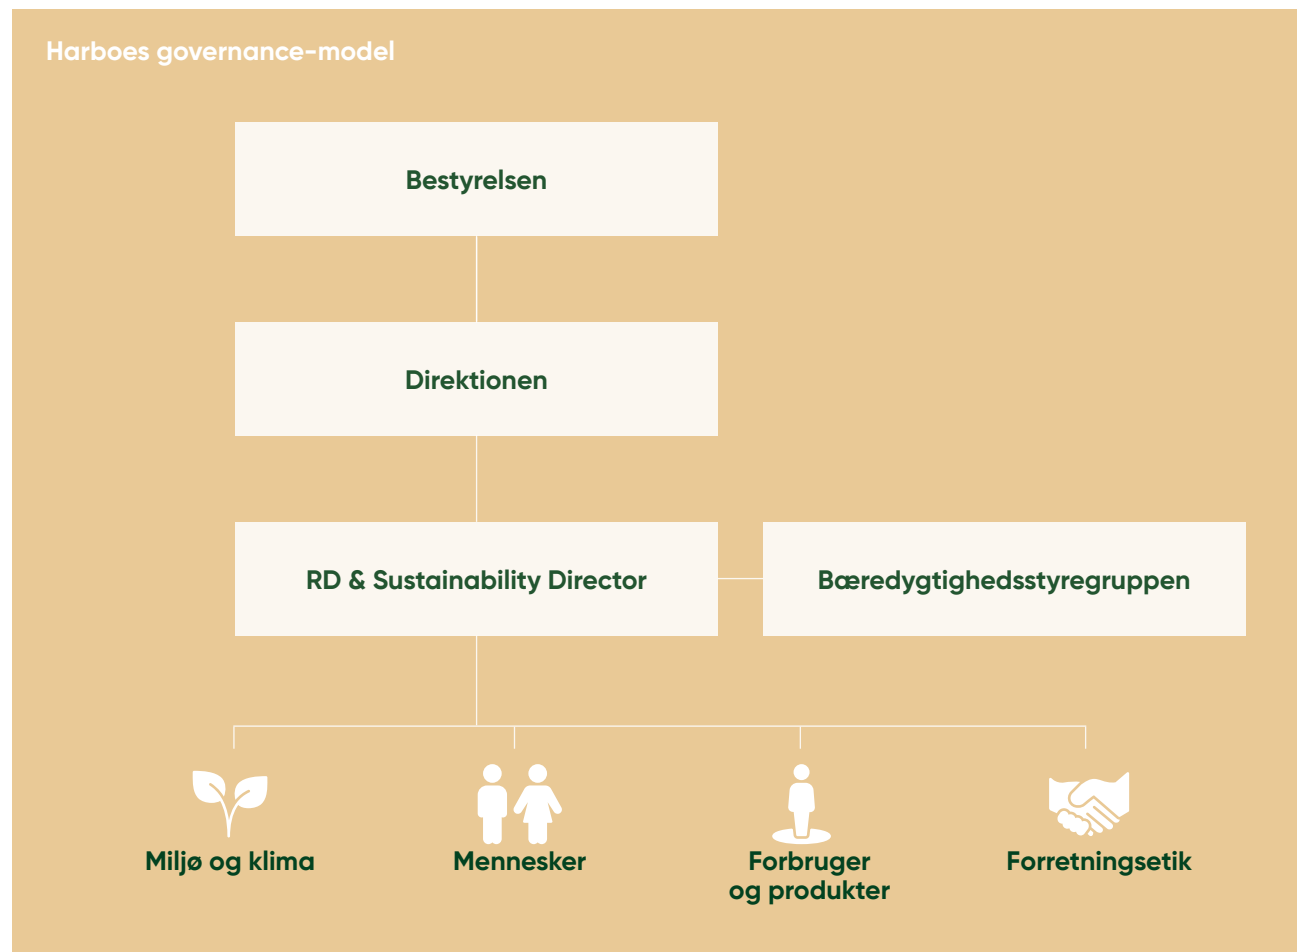 Harboes governance-model
Bestyrelsen
Direktionen
RD & Sustainability Director
Bæredygtighedsstyregruppen
Miljø og klima
Mennesker
Forbruger
og produkter
Forretningsetik